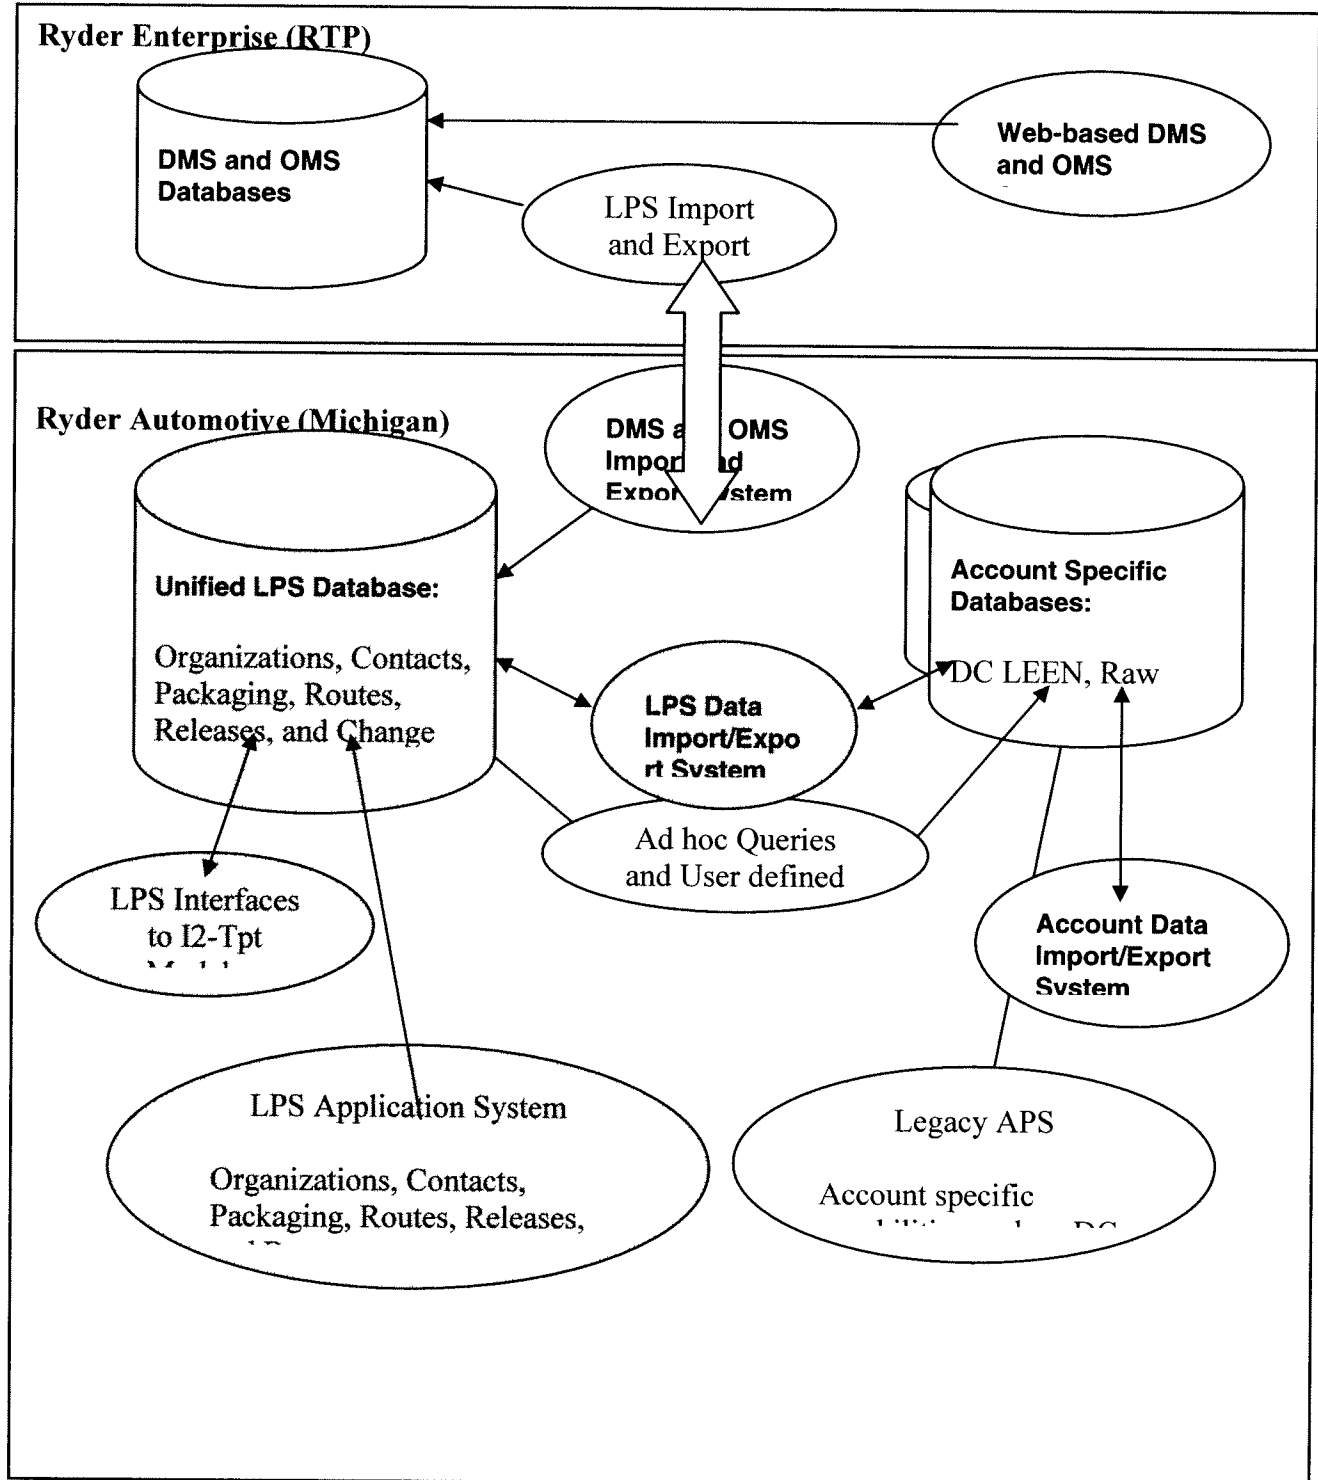 Ryder Enterprise (RTP)
DMS and OMS
Databases
Web-based DMS
and OMS
LPS Import
and Export
Ryder Automotive (Michigan)
DMS a OMS
Impor
Expor stem
Unified LPS Database:
Organizations, Contacts,
Packaging, Routes,
Releases, and Change
Account Specific
Databases:
DC LEEN, Raw
LPS Data
Import/Expo
rt System
Ad hoc Queries
and User defined
LPS Interfaces
to I2-Tpt
Account Data
Import/Export
System
LPS Application System
Organizations, Contacts,
Packaging, Routes, Releases,
Legacy APS
Account specific